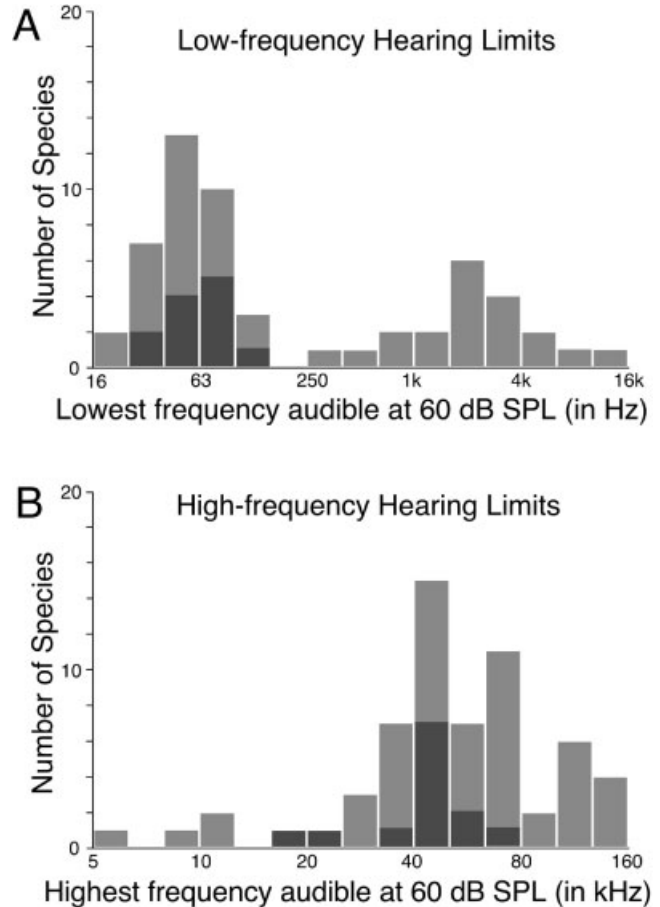 A
Low-frequency Hearing Limits
Number of Species
20
10
0
16 63 250 1k 4k 16k
Lowest frequency audible at 60 dB SPL (in Hz)
B
High-frequency Hearing Limits
Number of Species
20
10
0
5 10 20 40 80 160
Highest frequency audible at 60 dB SPL (in kHz)